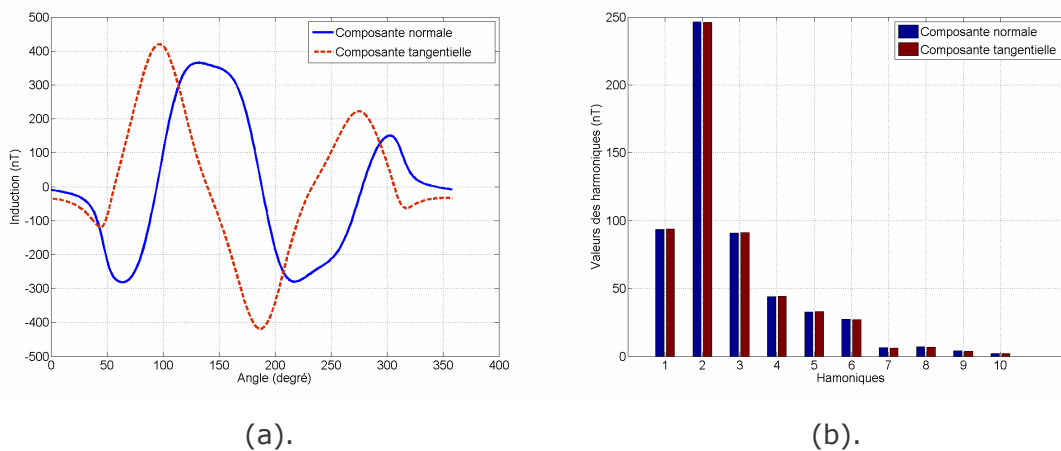 500
400
300
200
100
0
-100
-200
-300
-400
-500
0 50 100 150 200 250 300 350 400
Induction (nT)
Angle (degré)
Composante normale
Composante tangentielle
(a).
250
200
150
100
50
0
1 2 3 4 5 6 7 8 9 10
Valeurs des harmoniques (nT)
Hamoniques
Composante normale
Composante tangentielle
(b).